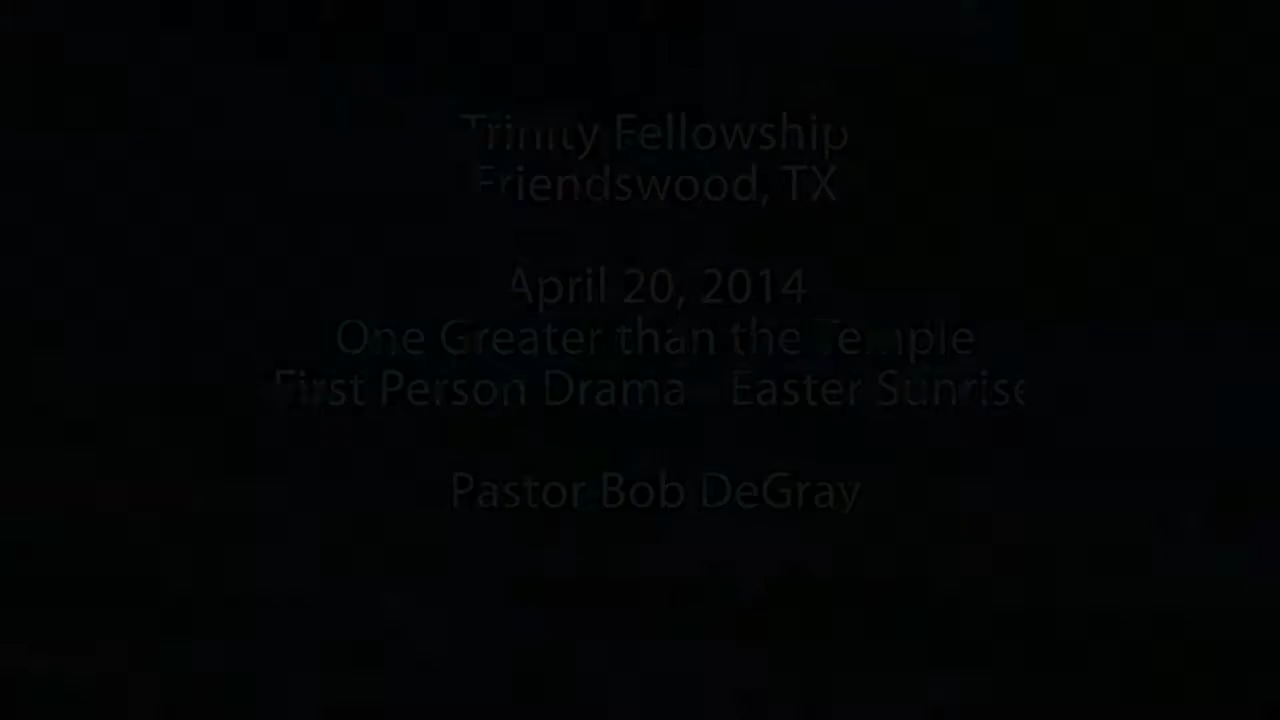 Trinity Fellowship
Friendswood, TX
April 20, 2014
One Greater than the Temple
First Person Drama - Easter Sunrise
Pastor Bob DeGray